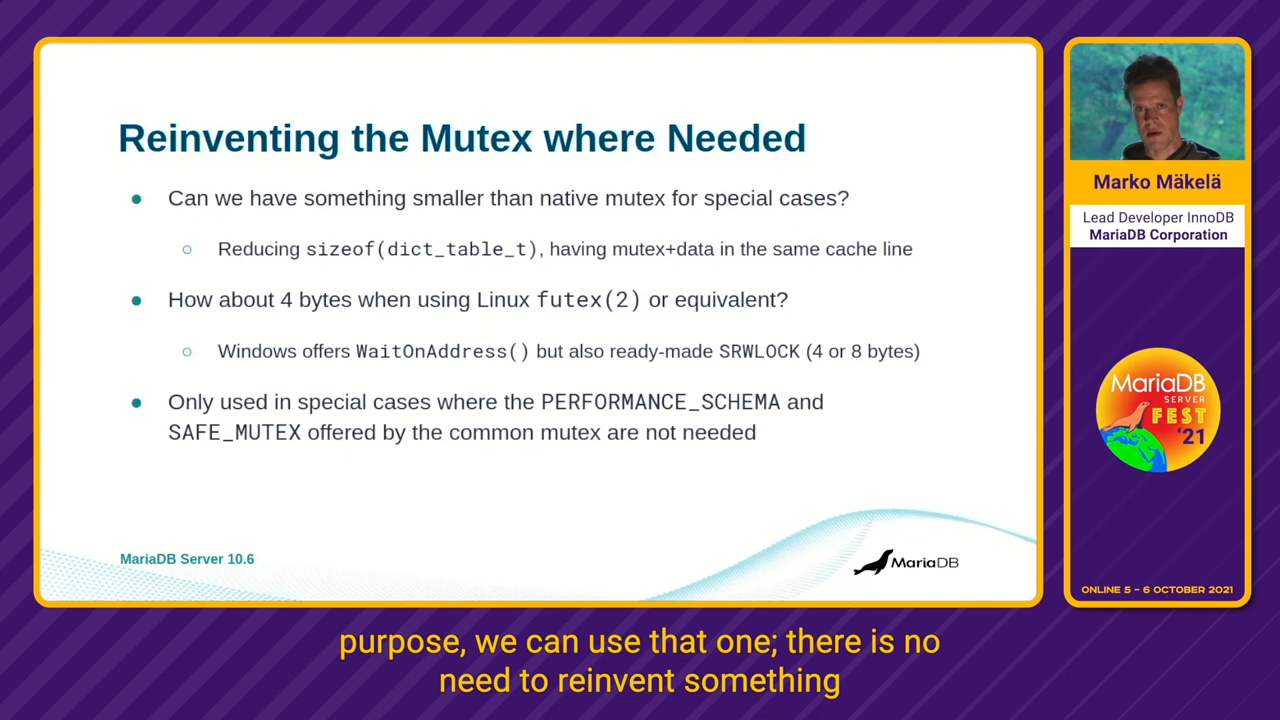 Reinventing the Mutex where Needed
● Can we have something smaller than native mutex for special cases?
○ Reducing sizeof(dict_table_t), having mutex+data in the same cache line
● How about 4 bytes when using Linux futex(2) or equivalent?
○ Windows offers WaitOnAddress() but also ready-made SRWLOCK (4 or 8 bytes)
● Only used in special cases where the PERFORMANCE_SCHEMA and
SAFE_MUTEX offered by the common mutex are not needed
MariaDB Server 10.6
MariaDB
Marko Mäkelä
Lead Developer InnoDB
MariaDB Corporation
MariaDB
SERVER
FEST
'21
ONLINE 5 - 6 OCTOBER 2021
purpose, we can use that one; there is no
need to reinvent something